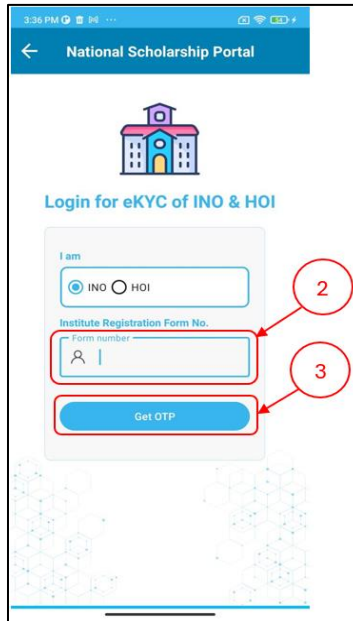 3:36 PM
National Scholarship Portal
Login for eKYC of INO & HOI
I am
INO HOI
2
Institute Registration Form No.
Form number
3
Get OTP